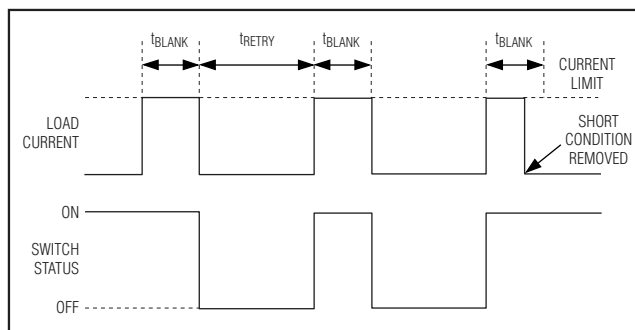 tBLANK
tRETRY
tBLANK
tBLANK
CURRENT
LIMIT
LOAD
CURRENT
SHORT
CONDITION
REMOVED
ON
SWITCH
STATUS
OFF